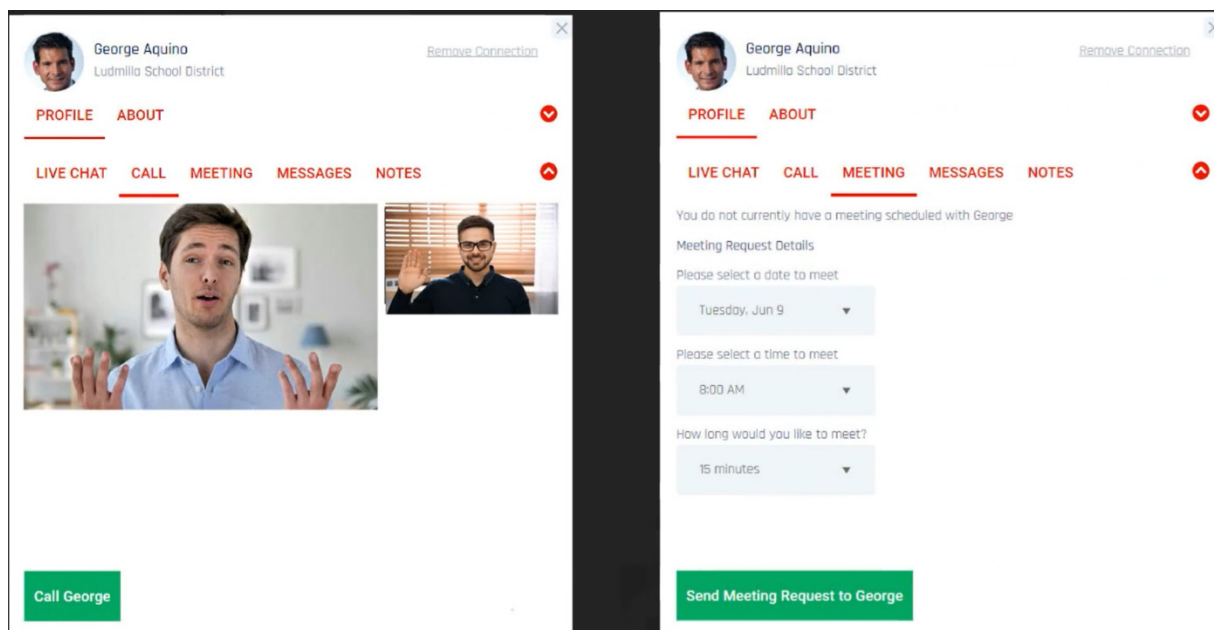 George Aquino
Remove Connection
Ludmilla School District
PROFILE ABOUT
LIVE CHAT CALL MEETING MESSAGES NOTES
Call George
George Aquino
Remove Connection
Ludmilla School District
PROFILE ABOUT
LIVE CHAT CALL MEETING MESSAGES NOTES
You do not currently have a meeting scheduled with George
Meeting Request Details
Please select a date to meet
Tuesday, Jun 9
Please select a time to meet
8:00 AM
How long would you like to meet?
15 minutes
Send Meeting Request to George